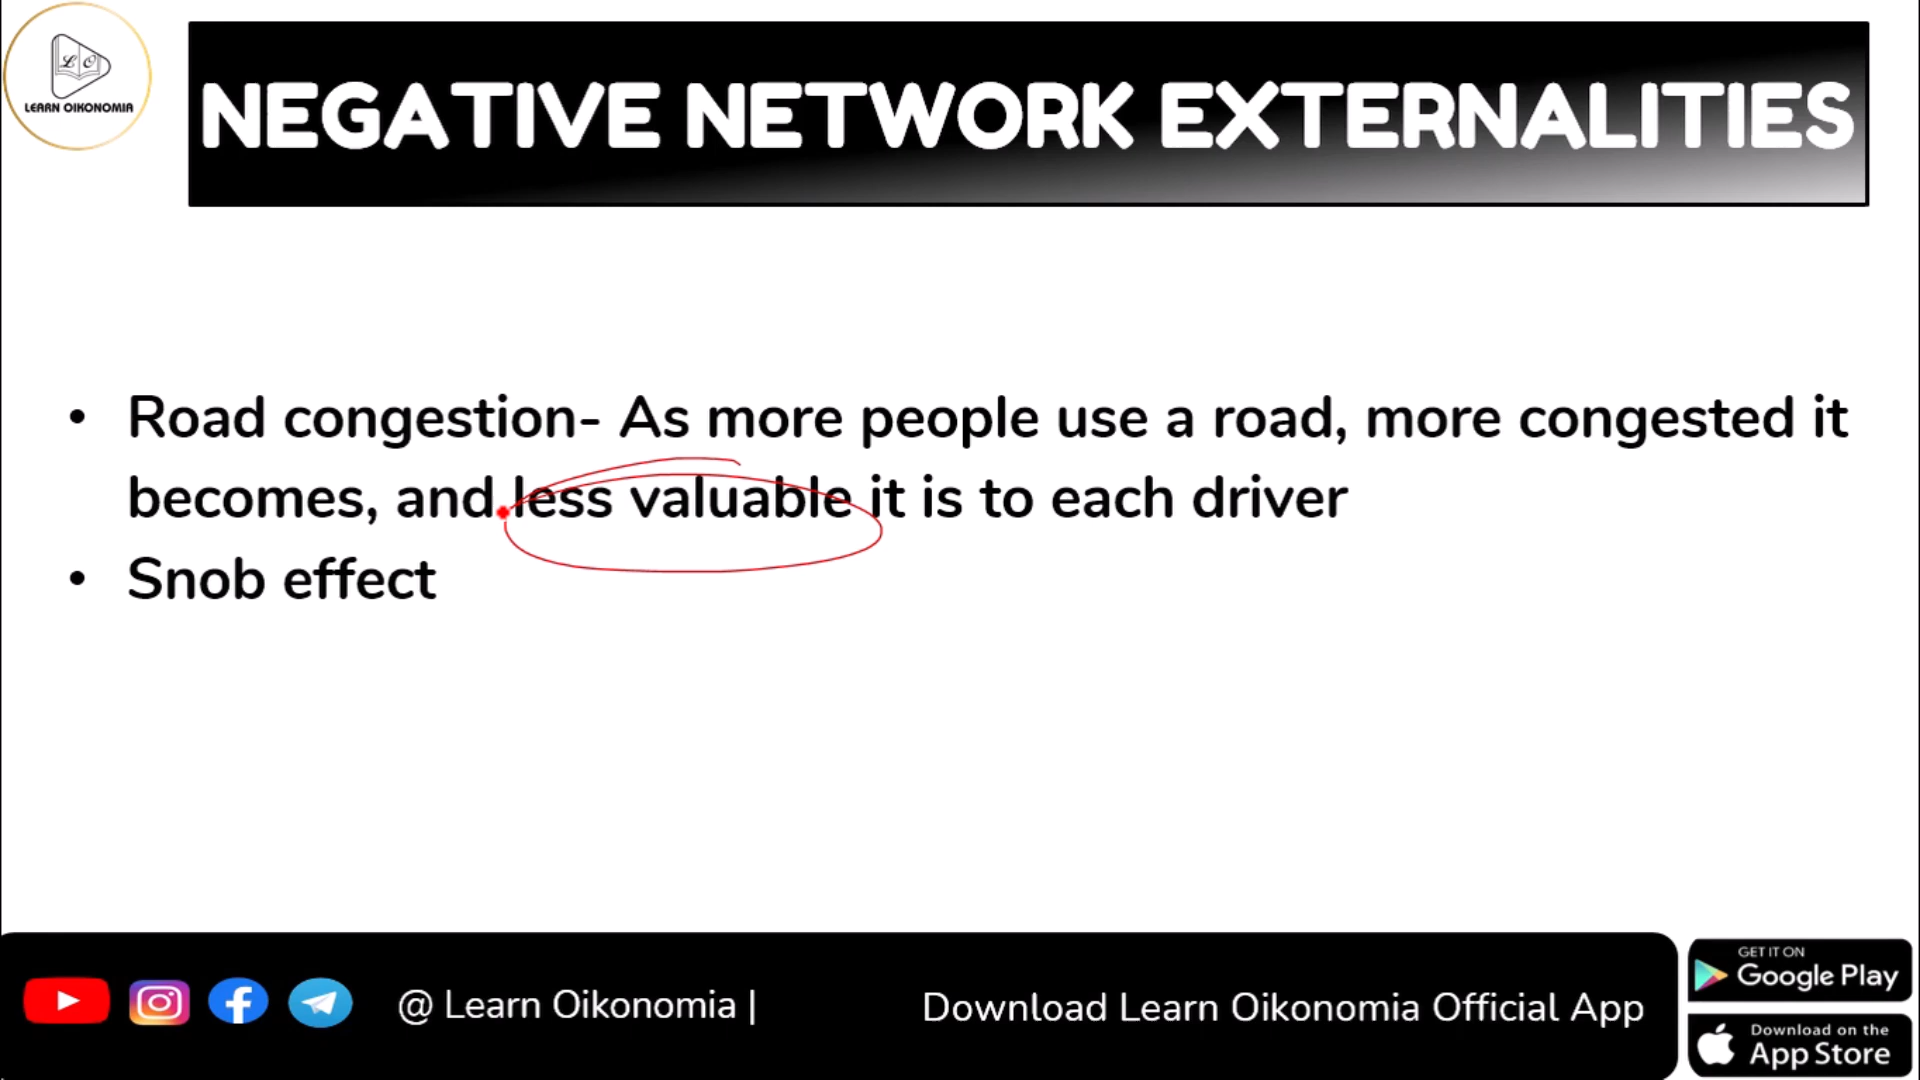 L O
LEARN OIKONOMIA
NEGATIVE NETWORK EXTERNALITIES
• Road congestion- As more people use a road, more congested it
becomes, and less valuable it is to each driver
• Snob effect
@ Learn Oikonomia |
Download Learn Oikonomia Official App
GET IT ON
Google Play
Download on the
App Store